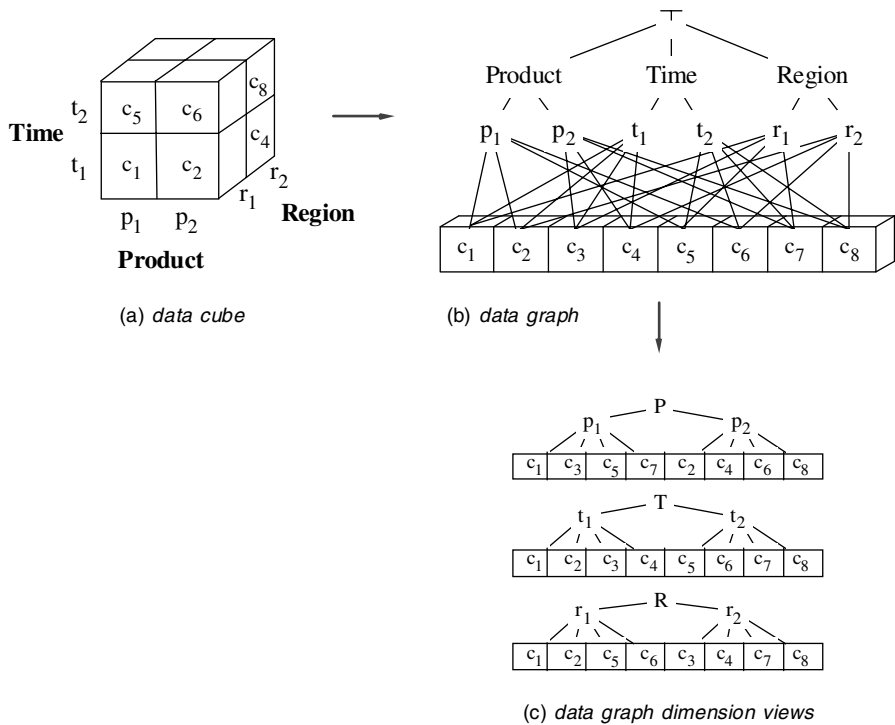 ⊤
Product Time Region
p₁ p₂ t₁ t₂ r₁ r₂
c₁ c₂ c₃ c₄ c₅ c₆ c₇ c₈
(b) data graph
c₈
t₂ c₅ c₆
Time
c₄
t₁ c₁ c₂
r₂
r₁
p₁ p₂ Region
Product
(a) data cube
P
p₁ p₂
c₁ c₃ c₅ c₇ c₂ c₄ c₆ c₈
T
t₁ t₂
c₁ c₂ c₃ c₄ c₅ c₆ c₇ c₈
R
r₁ r₂
c₁ c₂ c₅ c₆ c₃ c₄ c₇ c₈
(c) data graph dimension views